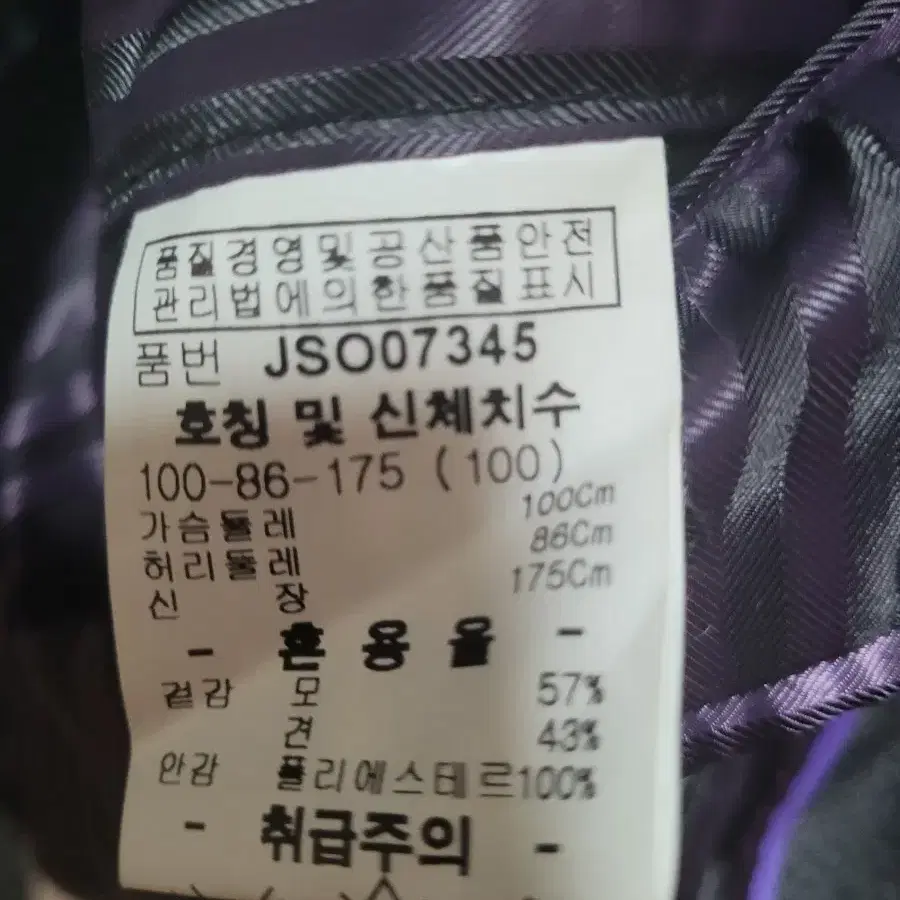 품질경영및공산품안전
관리법에의한품질표시
품번 JSO07345
호칭 및 신체치수
100-86-175 (100)
가슴둘레 100Cm
허리둘레 86Cm
신 장 175Cm
- 혼 용 율 -
겉감 모 57%
견 43%
안감 폴리에스테르100%
- 취급주의 -